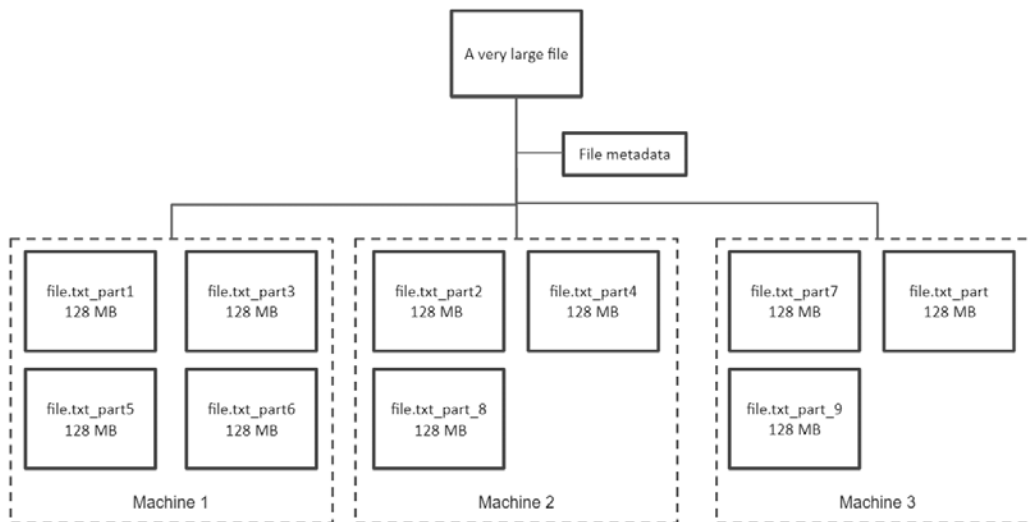 A very large file
File metadata
file.txt_part1
128 MB
file.txt_part3
128 MB
file.txt_part5
128 MB
file.txt_part6
128 MB
Machine 1
file.txt_part2
128 MB
file.txt_part4
128 MB
file.txt_part_8
128 MB
Machine 2
file.txt_part7
128 MB
file.txt_part
128 MB
file.txt_part_9
128 MB
Machine 3